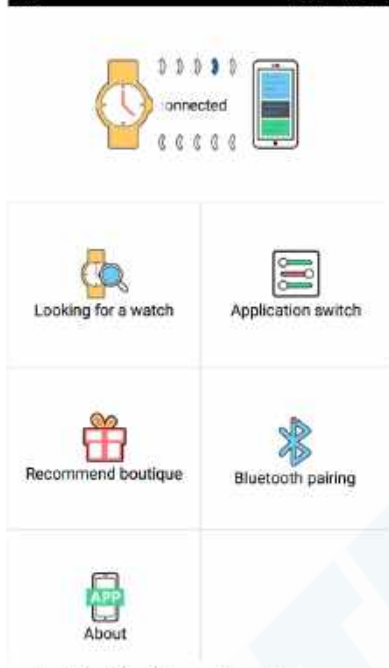 onnected
Looking for a watch
Application switch
Recommend boutique
Bluetooth pairing
APP
About